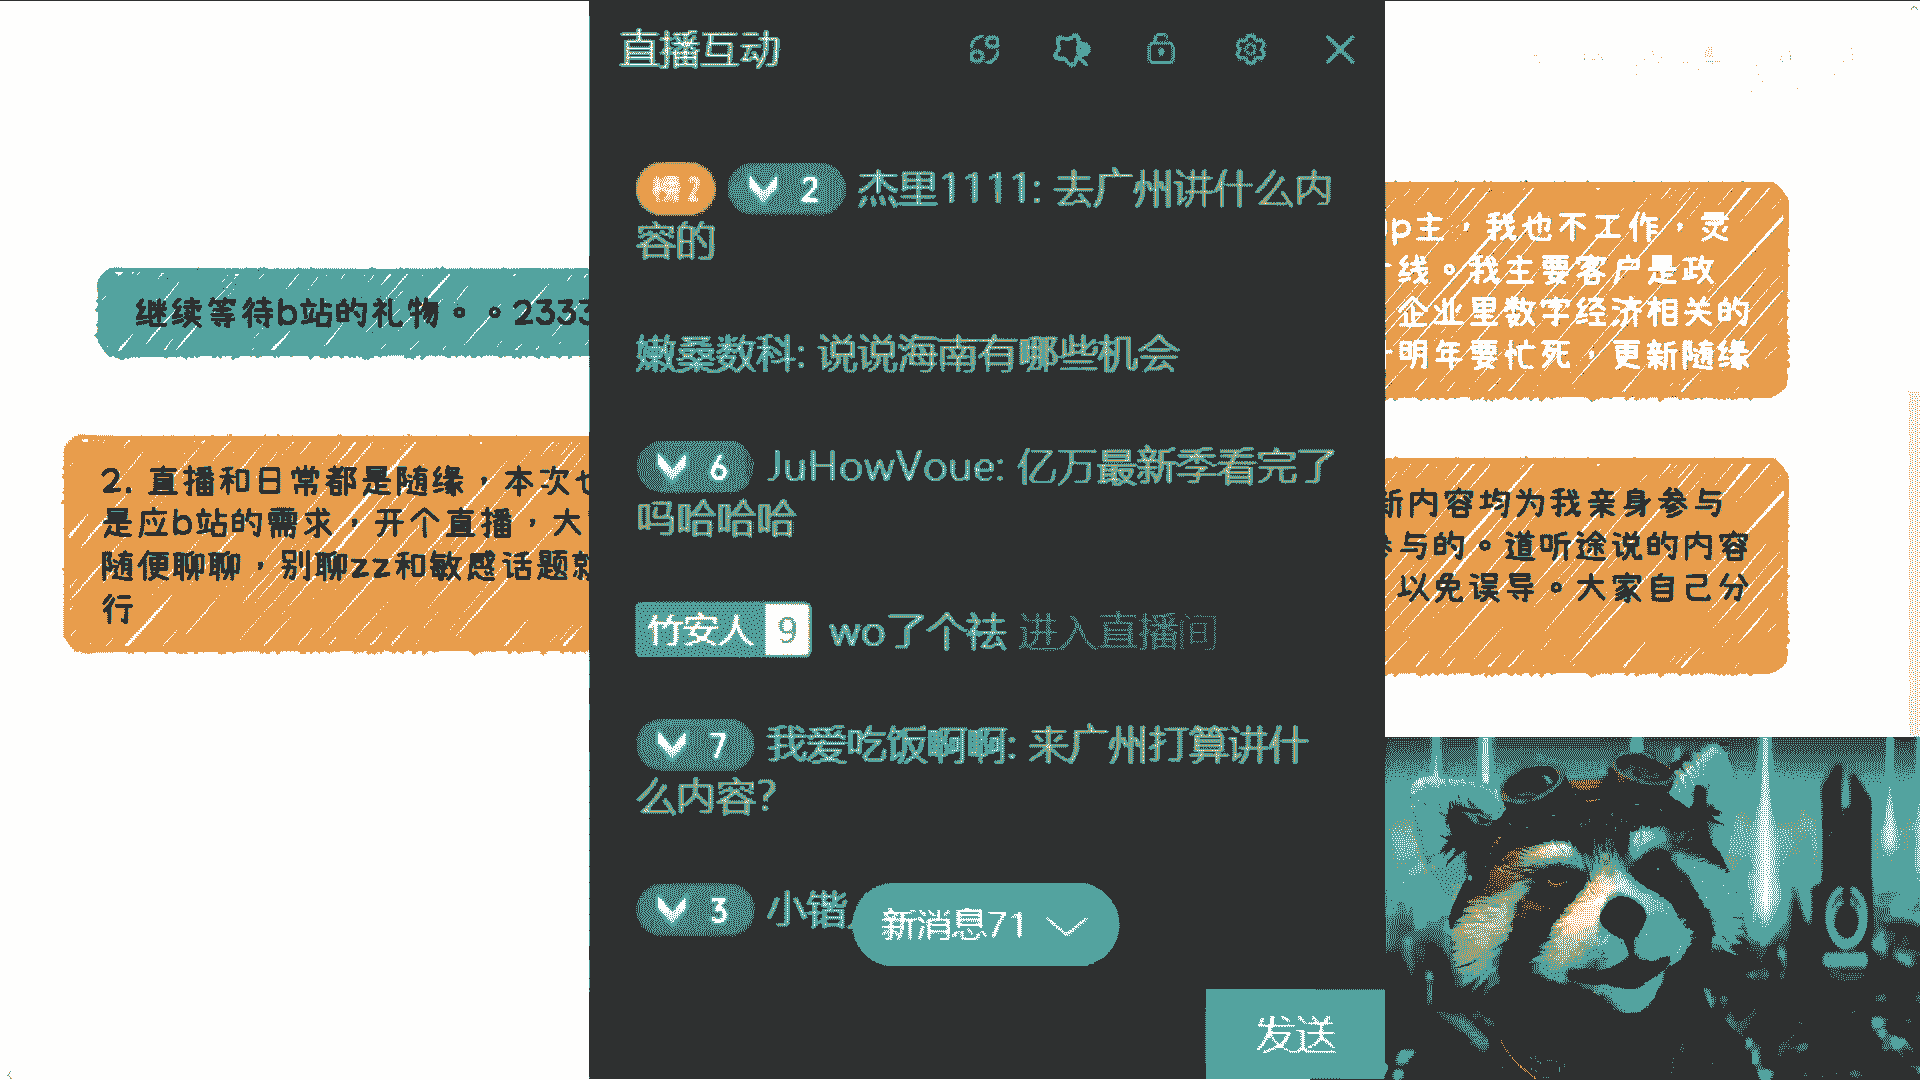 直播互动
榜2 2 杰里1111: 去广州讲什么内
容的
嫩桑数科: 说说海南有哪些机会
6 JuHowVoue: 亿万最新季看完了
吗哈哈哈
竹安人 9 wo了个祛 进入直播间
7 我爱吃饭啊啊: 来广州打算讲什
么内容?
3 小锴
新消息71
发送
继续等待b站的礼物。。2333
2. 直播和日常都是随缘，本次也
是应b站的需求，开个直播，大
随便聊聊，别聊zz和敏感话题就
行
up主，我也不工作，灵
线。我主要客户是政
企业里数字经济相关的
明年要忙死，更新随缘
新内容均为我亲身参与
参与的。道听途说的内容
以免误导。大家自己分